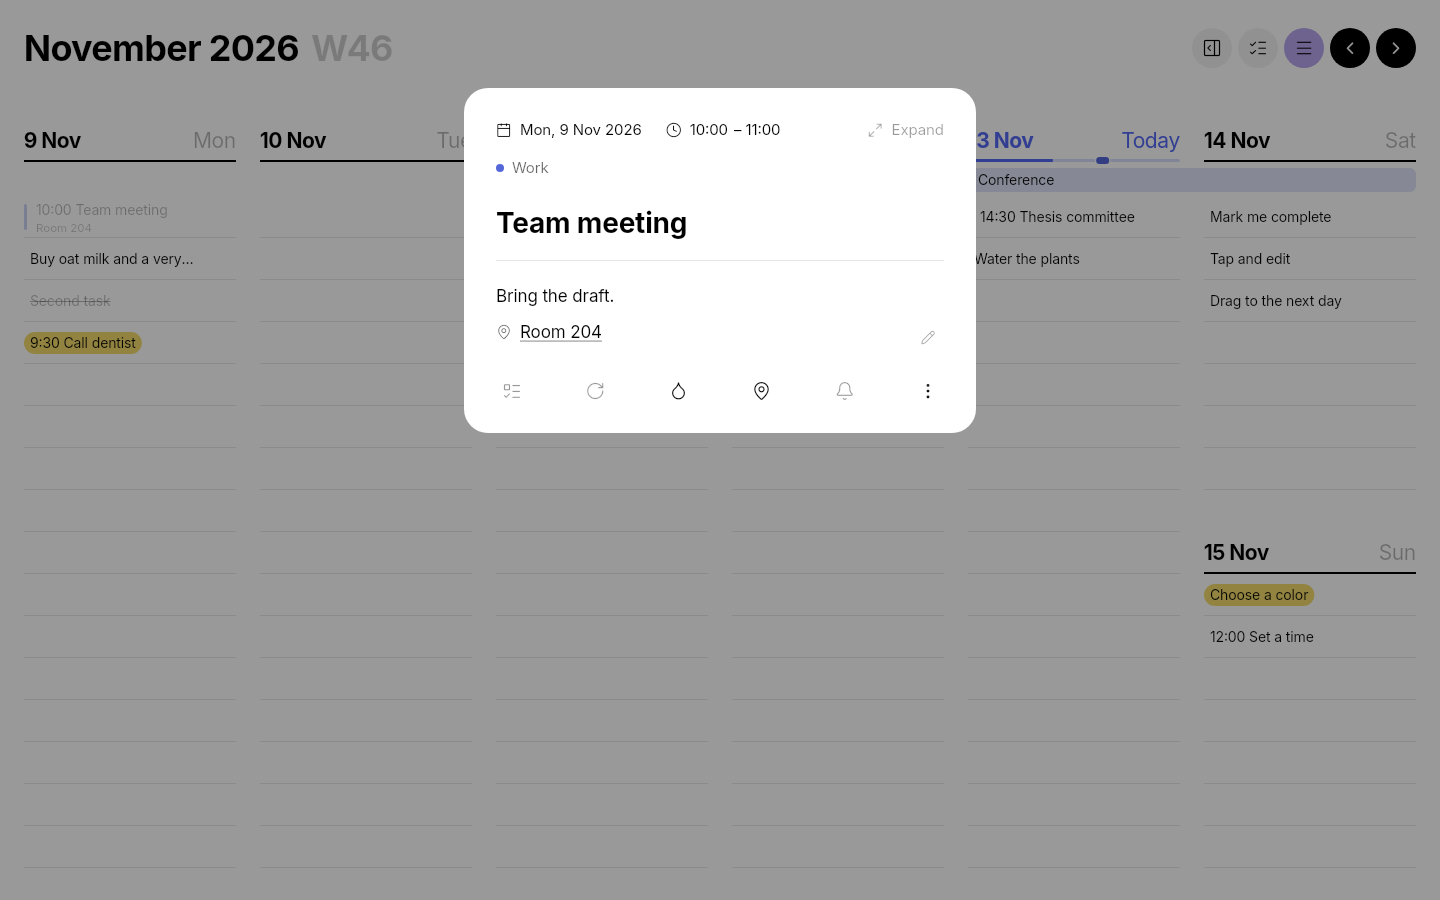 November 2026 W46
Mon, 9 Nov 2026 10:00 – 11:00 Expand
Work
Team meeting
Bring the draft.
Room 204
9 Nov Mon
10:00 Team meeting
Room 204
Buy oat milk and a very...
Second task
9:30 Call dentist
10 Nov Tue
3 Nov Today
Conference
14:30 Thesis committee
Water the plants
14 Nov Sat
Mark me complete
Tap and edit
Drag to the next day
15 Nov Sun
Choose a color
12:00 Set a time